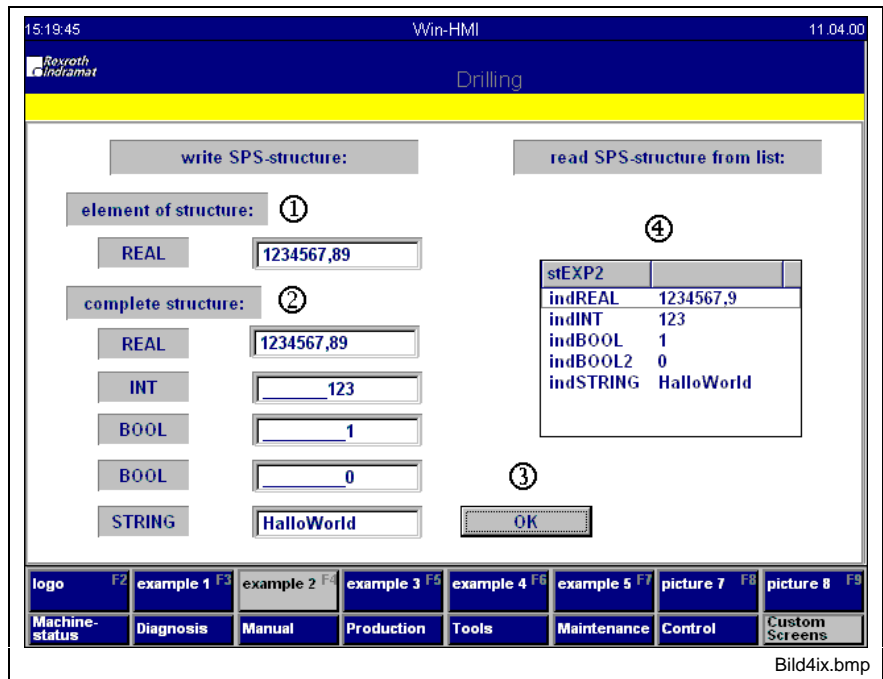 15:19:45 Win-HMI 11.04.00
Rexroth
Indramat
Drilling
write SPS-structure: read SPS-structure from list:
element of structure: ①
④
REAL 1234567,89
stEXP2
complete structure: ②
indREAL 1234567,9
indINT 123
REAL 1234567,89
indBOOL 1
indBOOL2 0
INT _______123
indSTRING HalloWorld
BOOL _________1
BOOL _________0
③
STRING HalloWorld OK
logo F2 example 1 F3 example 2 F4 example 3 F5 example 4 F6 example 5 F7 picture 7 F8 picture 8 F9
Machine-
status Diagnosis Manual Production Tools Maintenance Control Custom
Screens
Bild4ix.bmp